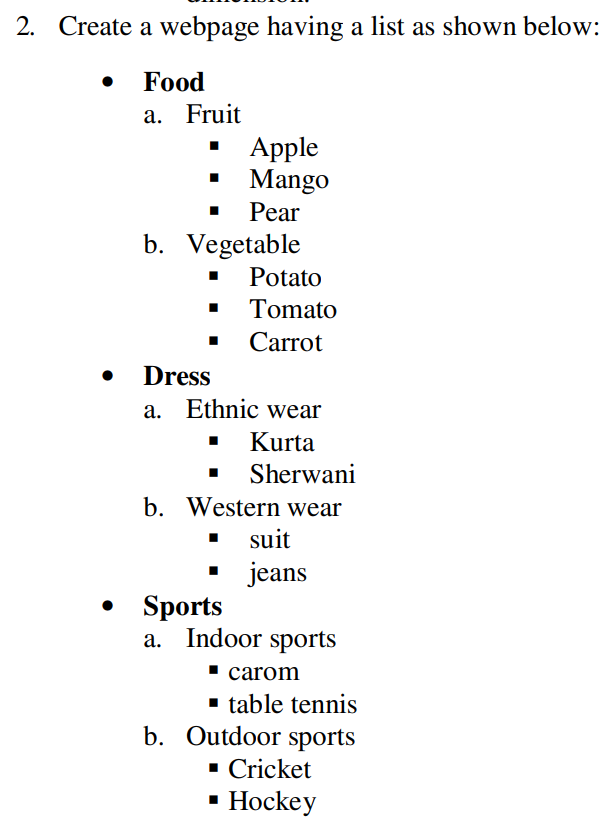 2. Create a webpage having a list as shown below:
• Food
a. Fruit
▪ Apple
▪ Mango
▪ Pear
b. Vegetable
▪ Potato
▪ Tomato
▪ Carrot
• Dress
a. Ethnic wear
▪ Kurta
▪ Sherwani
b. Western wear
▪ suit
▪ jeans
• Sports
a. Indoor sports
▪ carom
▪ table tennis
b. Outdoor sports
▪ Cricket
▪ Hockey